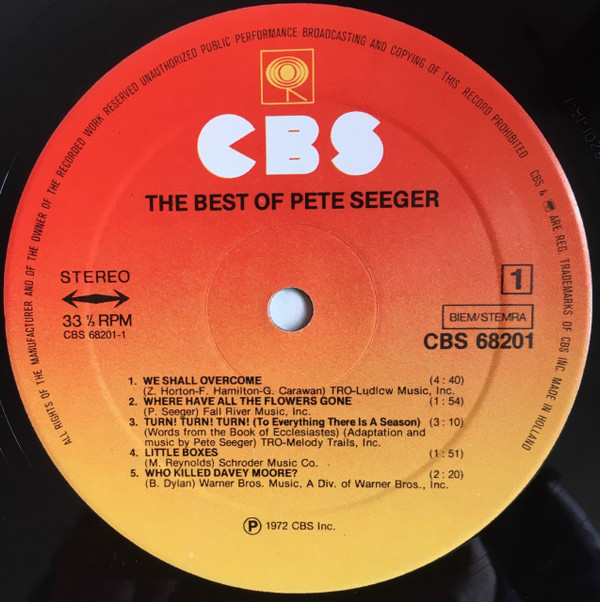 ALL RIGHTS OF THE MANUFACTURER AND OF THE OWNER OF THE RECORDED WORK RESERVED UNAUTHORIZED PUBLIC PERFORMANCE BROADCASTING AND COPYING OF THIS RECORD PROHIBITED
CBS & ARE REG. TRADEMARKS OF CBS INC. MADE IN HOLLAND
CBS
THE BEST OF PETE SEEGER
STEREO
33 ⅓ RPM
CBS 68201-1
1
BIEM/STEMRA
CBS 68201
1. WE SHALL OVERCOME (4 : 40)
(Z. Horton-F. Hamilton-G. Carawan) TRO-Ludlow Music, Inc.
2. WHERE HAVE ALL THE FLOWERS GONE (1 : 54)
(P. Seeger) Fall River Music, Inc.
3. TURN! TURN! TURN! (To Everything There Is A Season) (3 : 10)
(Words from the Book of Ecclesiastes) (Adaptation and
music by Pete Seeger) TRO-Melody Trails, Inc.
4. LITTLE BOXES (1 : 51)
(M. Reynolds) Schroder Music Co.
5. WHO KILLED DAVEY MOORE? (2 : 20)
(B. Dylan) Warner Bros. Music, A Div. of Warner Bros., Inc.
Ⓟ 1972 CBS Inc.